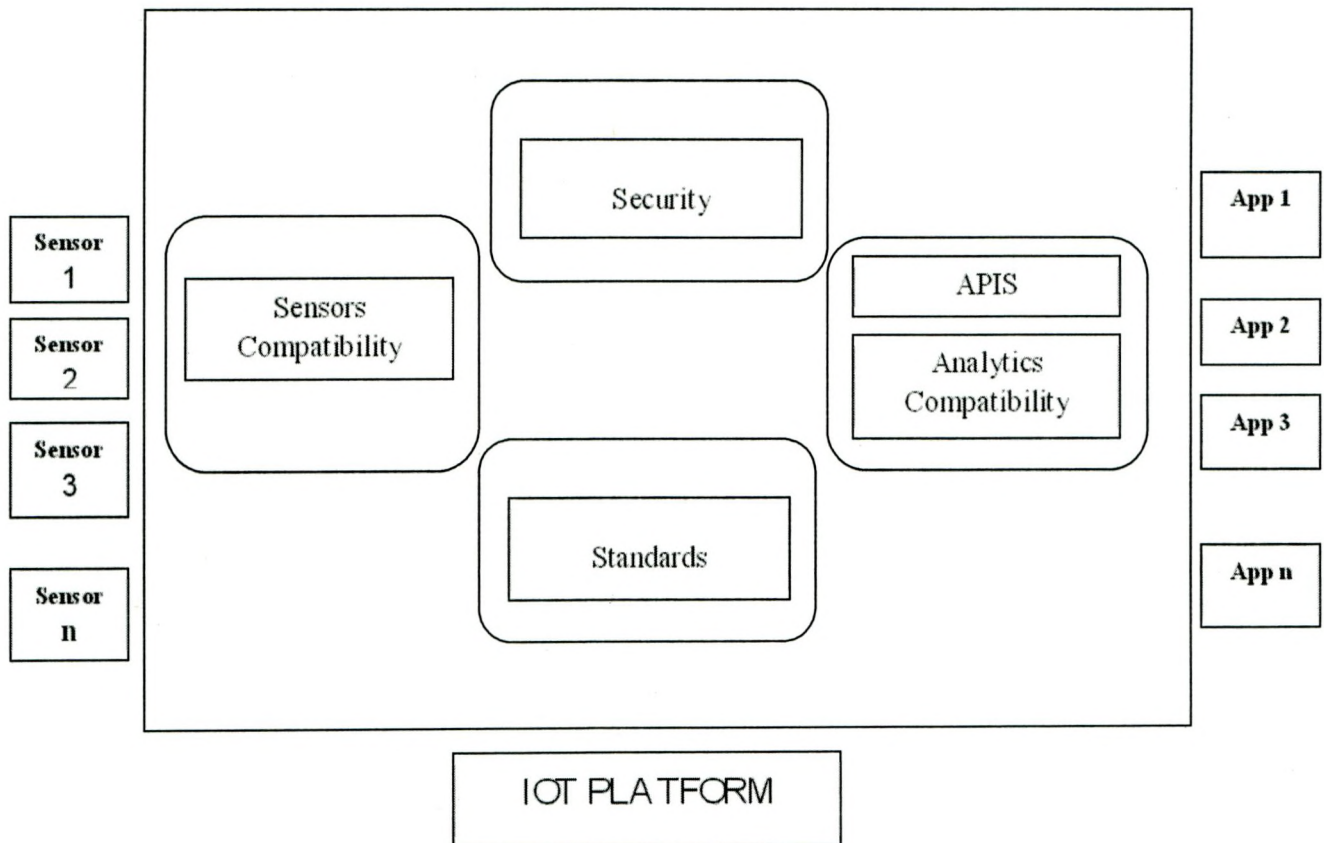 Security
Sensor
1
Sensor
2
Sensor
3
Sensor
n
Sensors
Compatibility
APIS
Analytics
Compatibility
Standards
App 1
App 2
App 3
App n
IOT PLATFORM